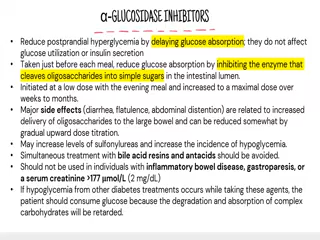 α-GLUCOSIDASE INHIBITORS
• Reduce postprandial hyperglycemia by delaying glucose absorption; they do not affect
glucose utilization or insulin secretion
• Taken just before each meal, reduce glucose absorption by inhibiting the enzyme that
cleaves oligosaccharides into simple sugars in the intestinal lumen.
• Initiated at a low dose with the evening meal and increased to a maximal dose over
weeks to months.
• Major side effects (diarrhea, flatulence, abdominal distention) are related to increased
delivery of oligosaccharides to the large bowel and can be reduced somewhat by
gradual upward dose titration.
• May increase levels of sulfonylureas and increase the incidence of hypoglycemia.
• Simultaneous treatment with bile acid resins and antacids should be avoided.
• Should not be used in individuals with inflammatory bowel disease, gastroparesis, or
a serum creatinine >177 μmol/L (2 mg/dL)
• If hypoglycemia from other diabetes treatments occurs while taking these agents, the
patient should consume glucose because the degradation and absorption of complex
carbohydrates will be retarded.